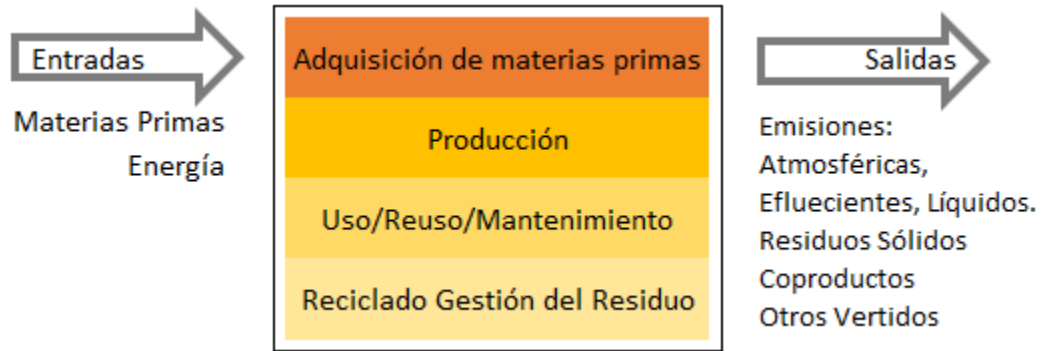 Entradas
Materias Primas
Energía
Adquisición de materias primas
Producción
Uso/Reuso/Mantenimiento
Reciclado Gestión del Residuo
Salidas
Emisiones:
Atmosféricas,
Efluecientes, Líquidos.
Residuos Sólidos
Coproductos
Otros Vertidos